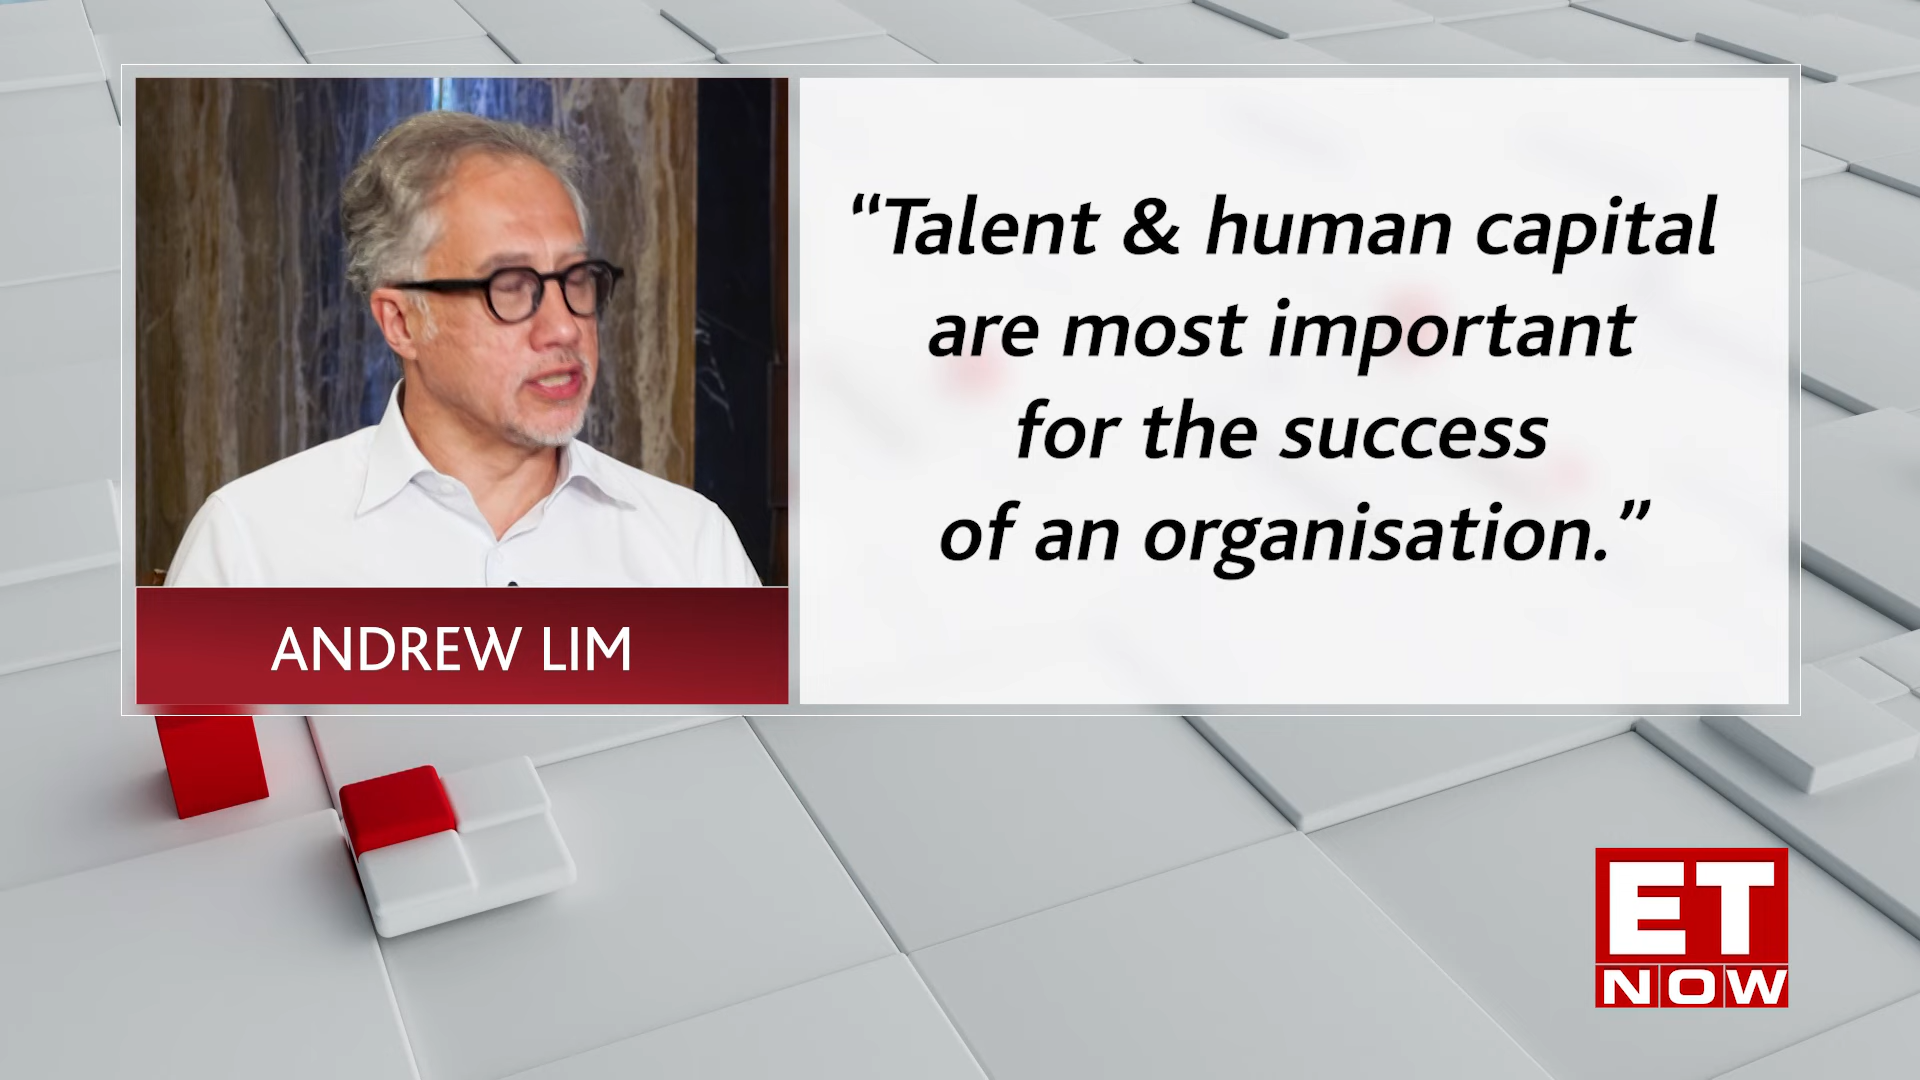 “Talent & human capital
are most important
for the success
of an organisation.”
ANDREW LIM
ET
NOW